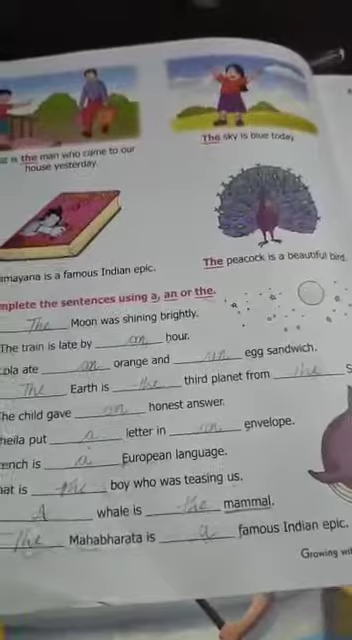 is the man who came to our
house yesterday.
The sky is blue today
mayana is a famous Indian epic.
The peacock is a beautiful bird.
mplete the sentences using a, an or the.
The Moon was shining brightly.
The train is late by an hour.
ola ate an orange and an egg sandwich.
The Earth is the third planet from the S
he child gave an honest answer.
heila put a letter in an envelope.
ench is a European language.
hat is the boy who was teasing us.
A whale is the mammal.
The Mahabharata is a famous Indian epic.
Growing wi